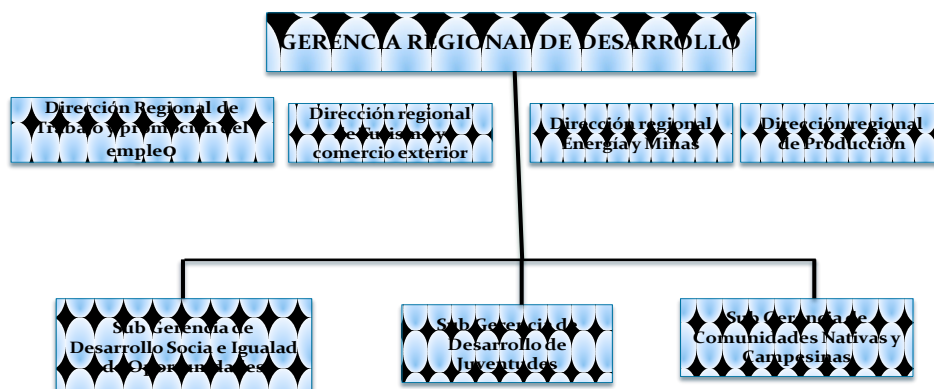 GERENCIA REGIONAL DE DESARROLLO
Dirección Regional de
Trabajo y promoción del
empleO
Dirección regional
de Turismo y
comercio exterior
Dirección regional
Energía y Minas
Dirección regional
de Producción
Sub Gerencia de
Desarrollo Socia e Igualad
de Oportunidades
Sub Gerencia de
Desarrollo de
Juventudes
Sub Gerencia de
Comunidades Nativas y
Campesinas